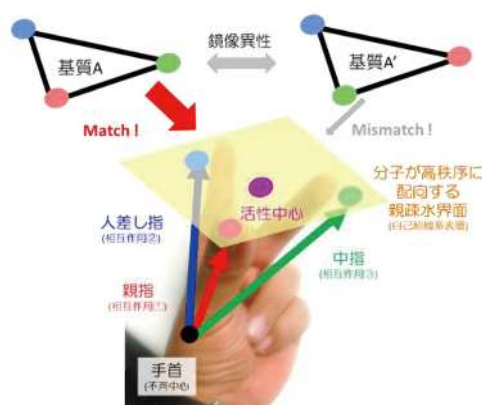 鏡像異性
基質A
基質A'
Match !
Mismatch !
分子が高秩序に
配向する
親疎水界面
(自己組織系表面)
活性中心
人差し指
(相互作用②)
中指
(相互作用③)
親指
(相互作用①)
手首
(不斉中心)